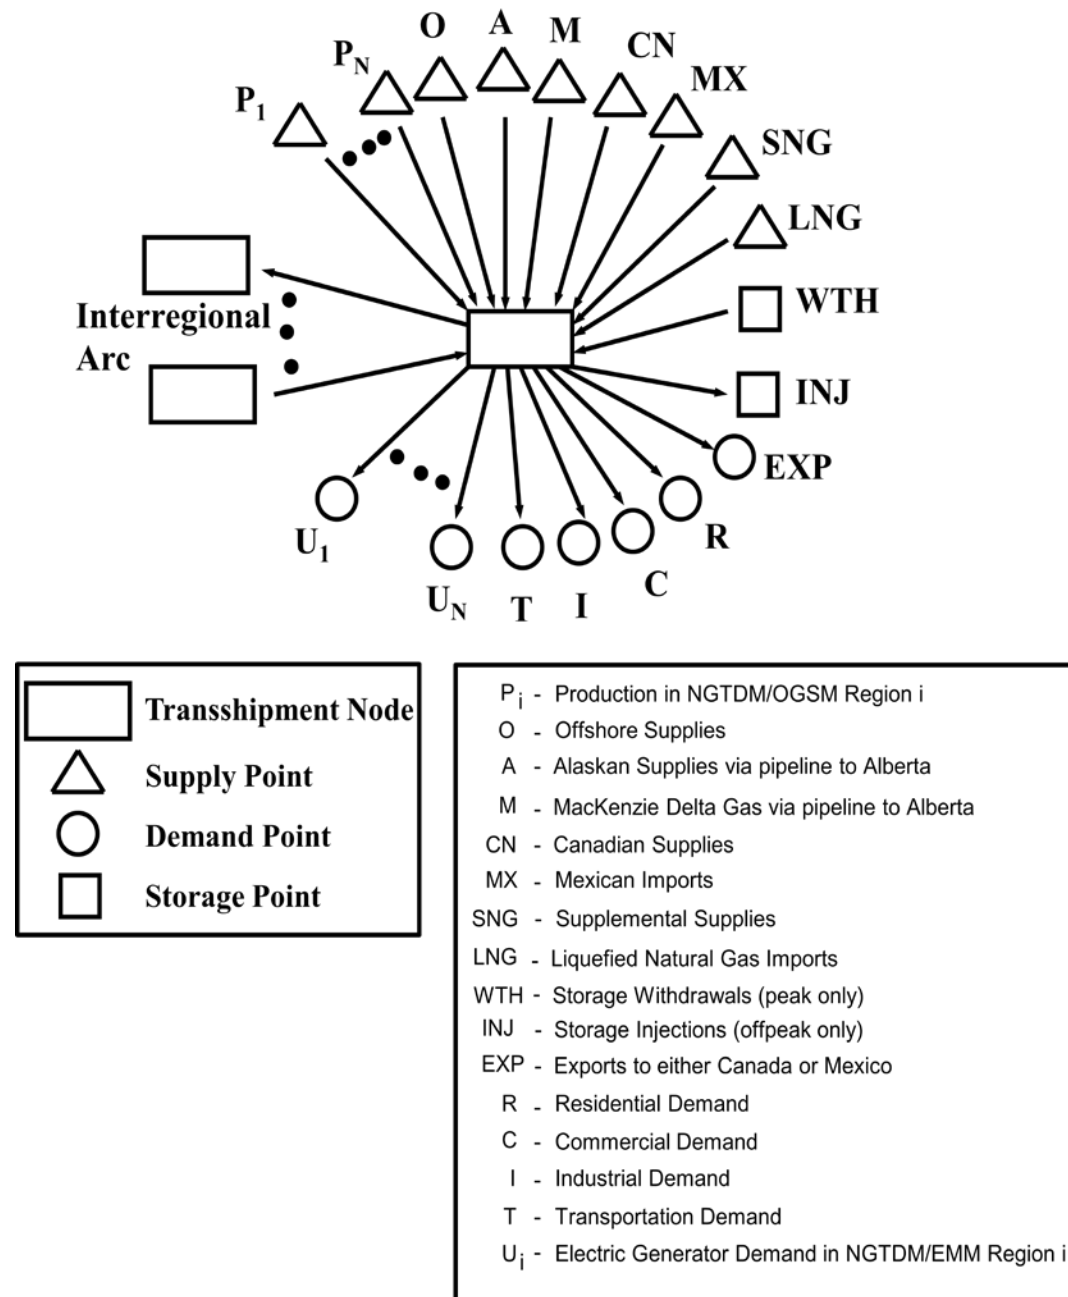 O
A
M
CN
P_N
MX
P_1
SNG
LNG
WTH
Interregional
Arc
INJ
EXP
R
U_1
C
U_N
T
I
Transshipment Node
Supply Point
Demand Point
Storage Point
P_i - Production in NGTDM/OGSM Region i
O - Offshore Supplies
A - Alaskan Supplies via pipeline to Alberta
M - MacKenzie Delta Gas via pipeline to Alberta
CN - Canadian Supplies
MX - Mexican Imports
SNG - Supplemental Supplies
LNG - Liquefied Natural Gas Imports
WTH - Storage Withdrawals (peak only)
INJ - Storage Injections (offpeak only)
EXP - Exports to either Canada or Mexico
R - Residential Demand
C - Commercial Demand
I - Industrial Demand
T - Transportation Demand
U_i - Electric Generator Demand in NGTDM/EMM Region i